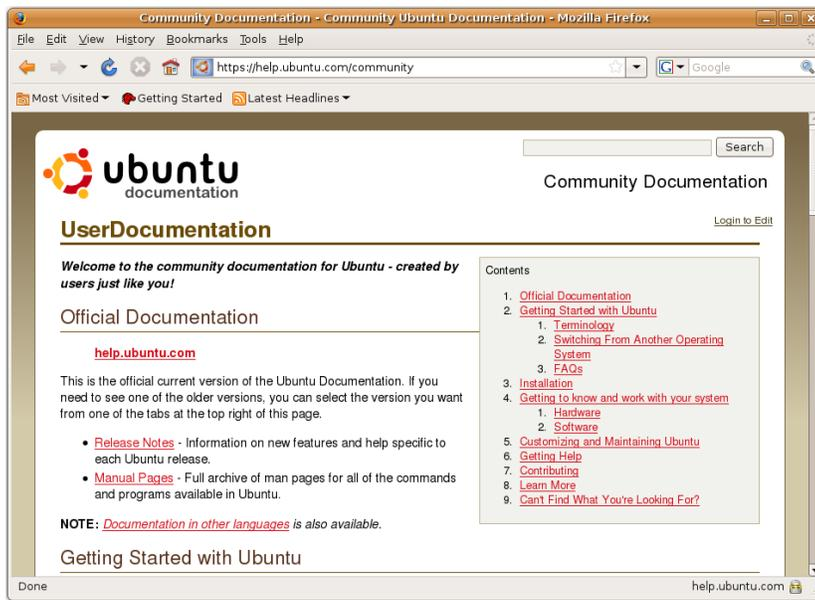 Community Documentation - Community Ubuntu Documentation - Mozilla Firefox
File Edit View History Bookmarks Tools Help
https://help.ubuntu.com/community
G Google
Most Visited Getting Started Latest Headlines
Search
ubuntu
documentation
Community Documentation
Login to Edit
UserDocumentation
Welcome to the community documentation for Ubuntu - created by
users just like you!
Official Documentation
help.ubuntu.com
This is the official current version of the Ubuntu Documentation. If you
need to see one of the older versions, you can select the version you want
from one of the tabs at the top right of this page.
• Release Notes - Information on new features and help specific to
each Ubuntu release.
• Manual Pages - Full archive of man pages for all of the commands
and programs available in Ubuntu.
NOTE: Documentation in other languages is also available.
Getting Started with Ubuntu
Contents
1. Official Documentation
2. Getting Started with Ubuntu
1. Terminology
2. Switching From Another Operating
System
3. FAQs
3. Installation
4. Getting to know and work with your system
1. Hardware
2. Software
5. Customizing and Maintaining Ubuntu
6. Getting Help
7. Contributing
8. Learn More
9. Can't Find What You're Looking For?
Done
help.ubuntu.com